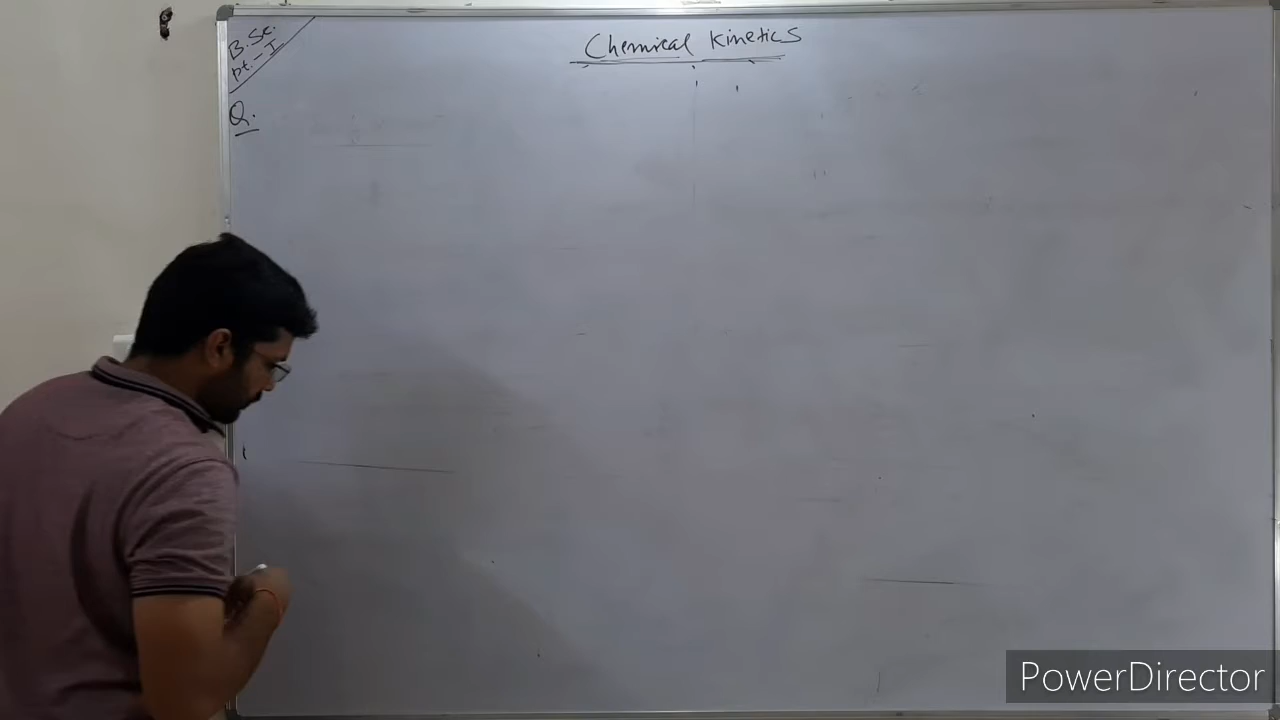 B.Sc.
pt.-I
Chemical Kinetics
Q.
PowerDirector